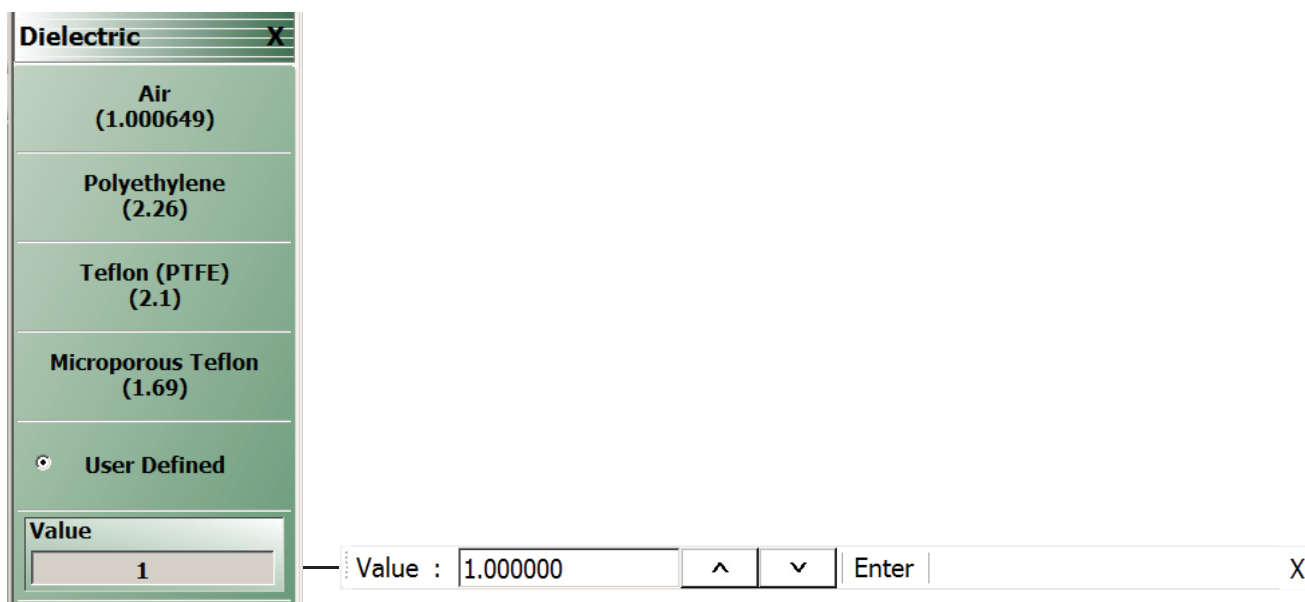 Dielectric X
Air
(1.000649)
Polyethylene
(2.26)
Teflon (PTFE)
(2.1)
Microporous Teflon
(1.69)
User Defined
Value
1
Value : 1.000000 Enter X